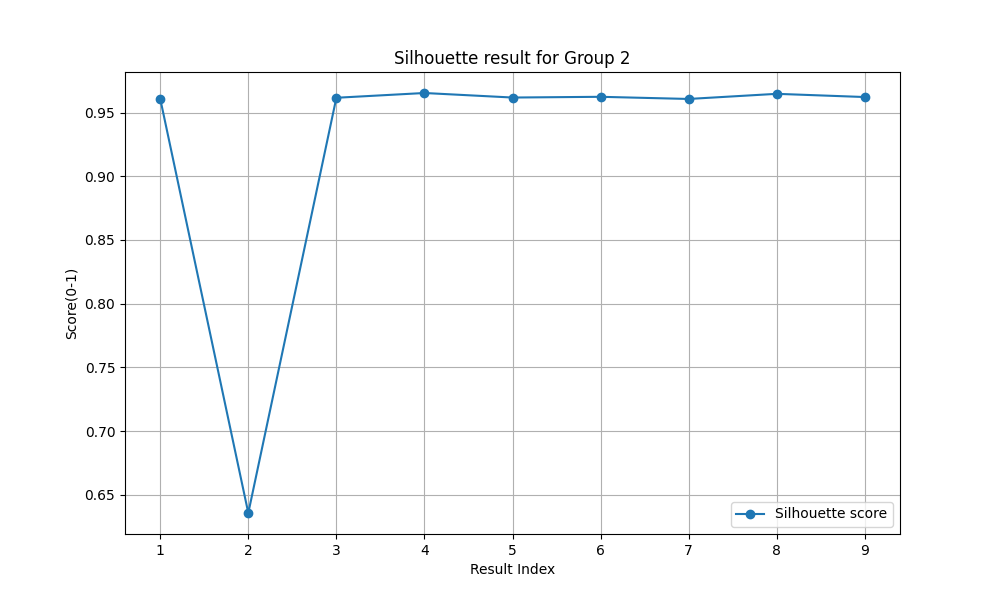 Silhouette result for Group 2
Score(0-1)
0.95
0.90
0.85
0.80
0.75
0.70
0.65
Silhouette score
1 2 3 4 5 6 7 8 9
Result Index